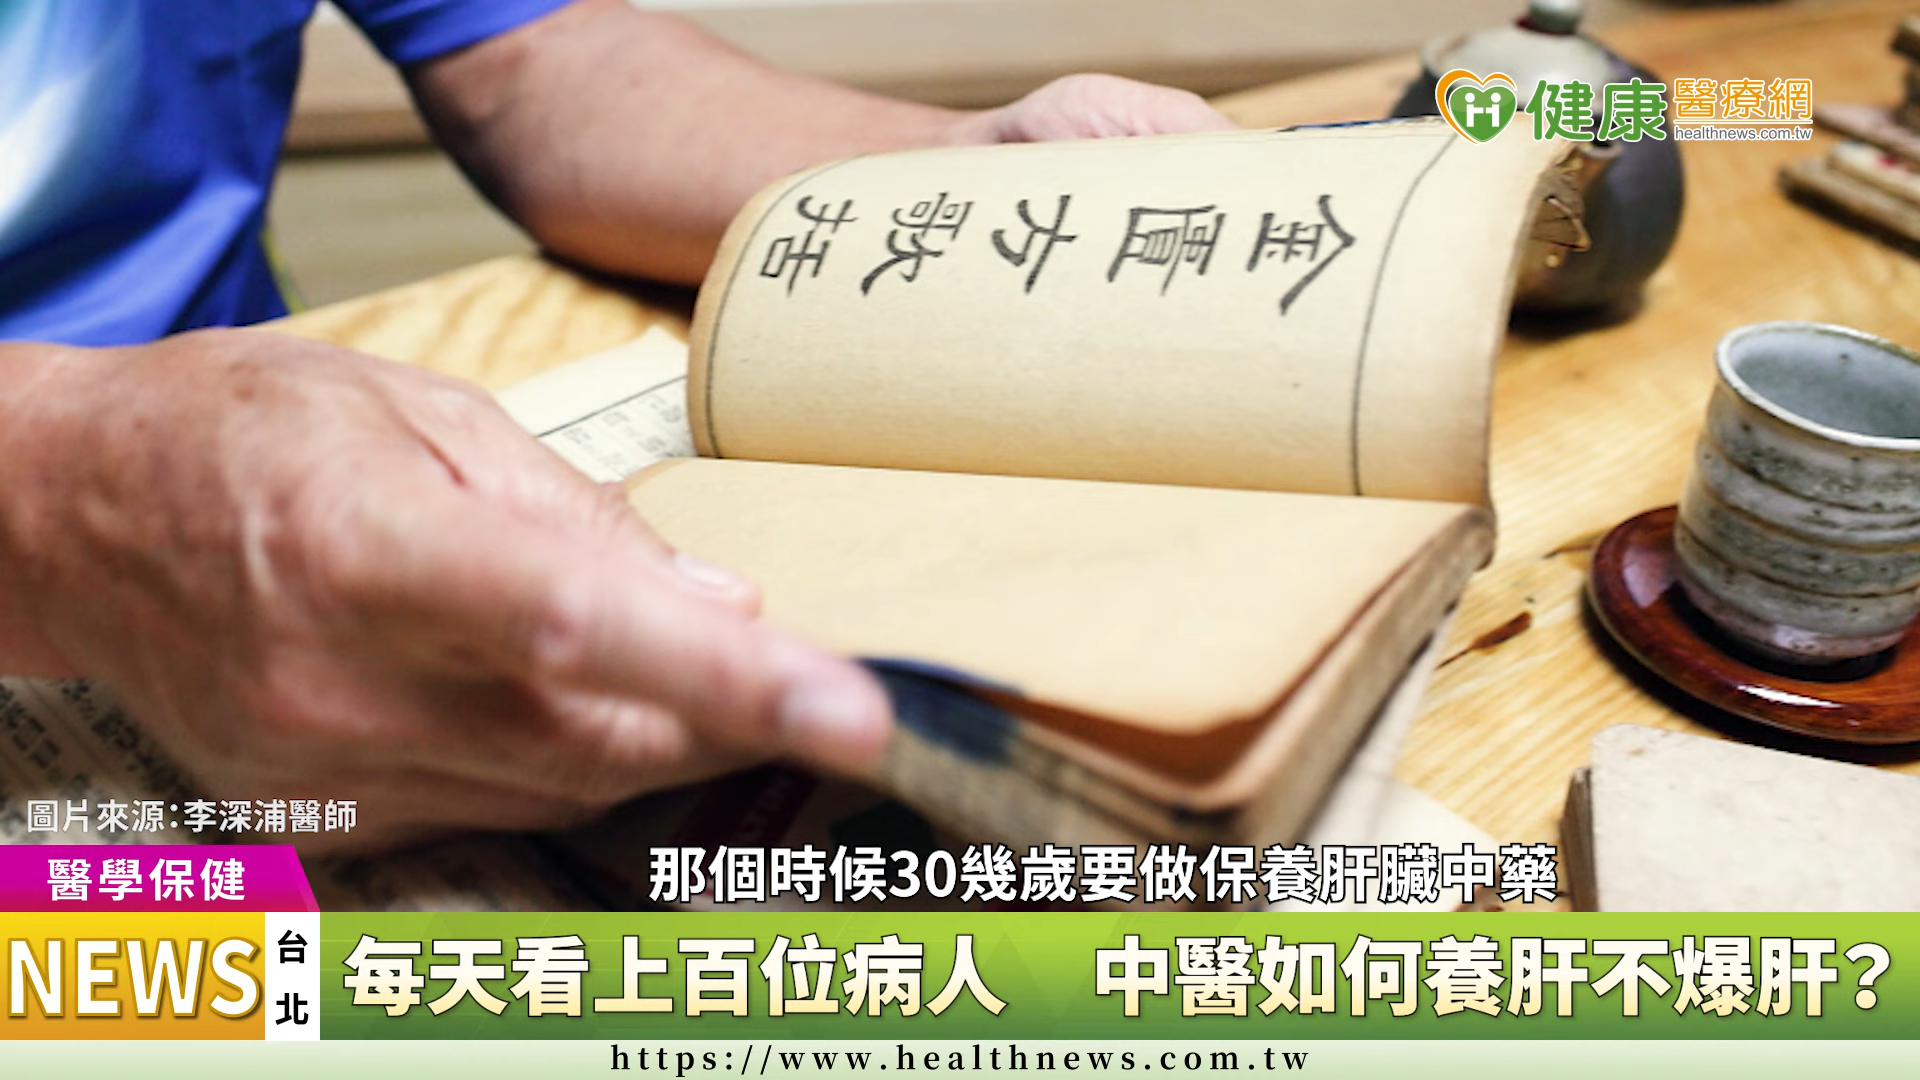 健康醫療網
healthnews.com.tw
金匱方歌括
圖片來源:李深浦醫師
醫學保健
那個時候30幾歲要做保養肝臟中藥
NEWS
台北
每天看上百位病人 中醫如何養肝不爆肝?
https://www.healthnews.com.tw